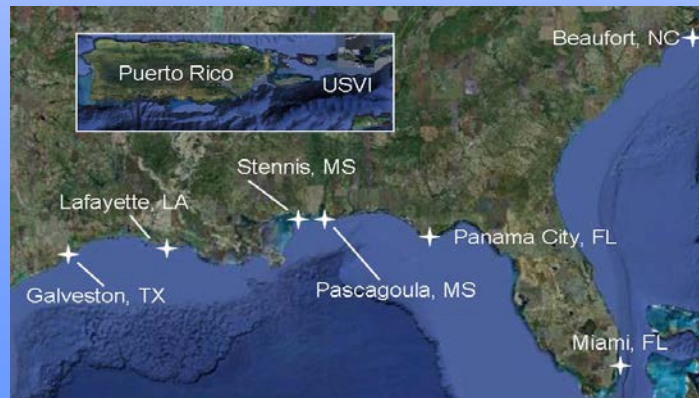 Beaufort, NC
Puerto Rico
USVI
Stennis, MS
Lafayette, LA
Panama City, FL
Galveston, TX
Pascagoula, MS
Miami, FL